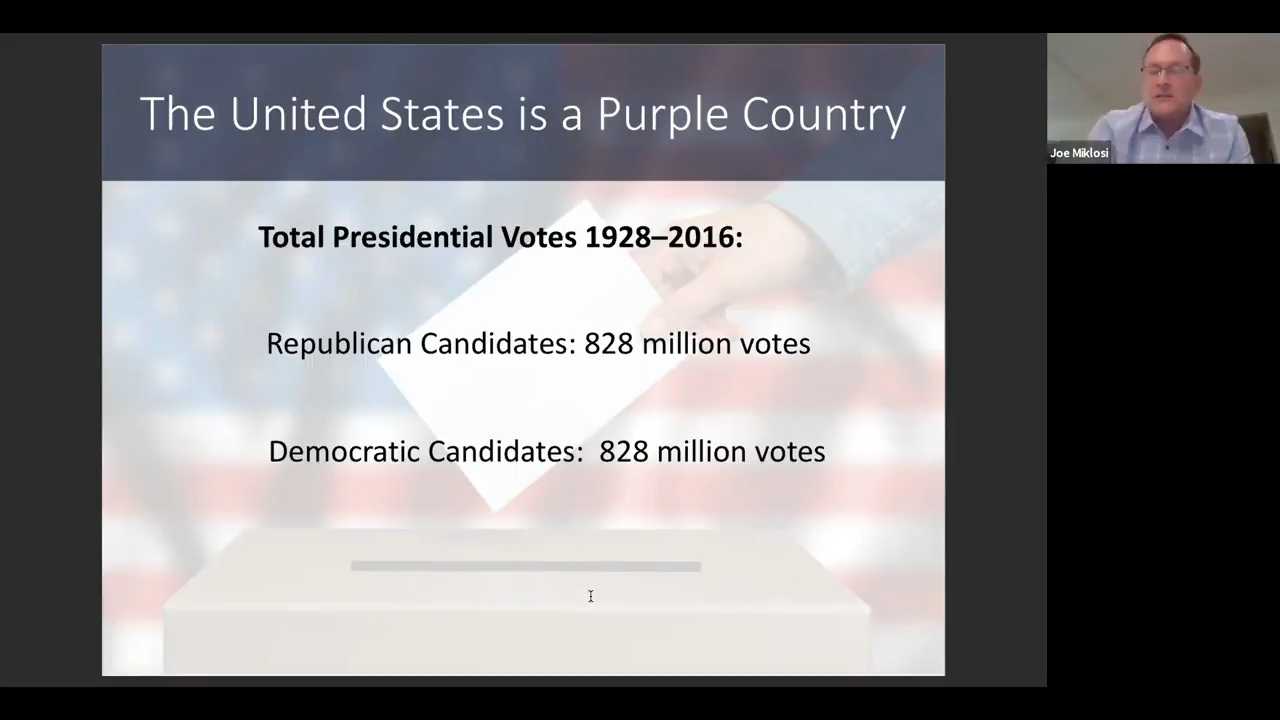 The United States is a Purple Country
Total Presidential Votes 1928–2016:
Republican Candidates: 828 million votes
Democratic Candidates:  828 million votes
Joe Miklosi